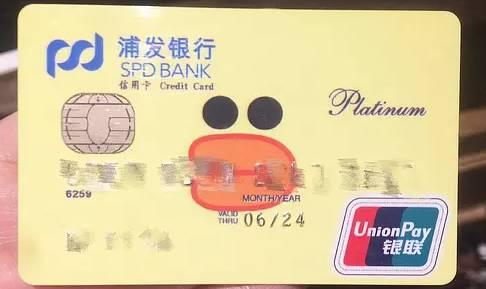 浦发银行
SPD BANK
信用卡 Credit Card
Platinum
6259
MONTH/YEAR
VALID THRU 06/24
UnionPay
银联